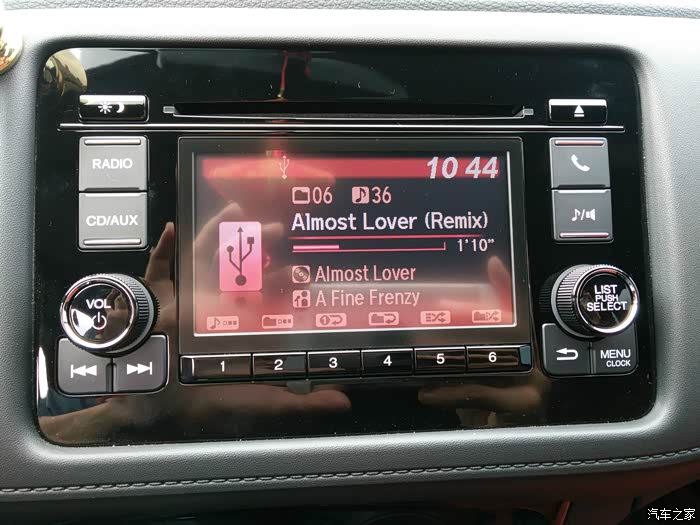 10 44
RADIO
06 36
CD/AUX
Almost Lover (Remix)
1'10"
Almost Lover
A Fine Frenzy
VOL
LIST
PUSH
SELECT
1 2 3 4 5 6
MENU
CLOCK
汽车之家